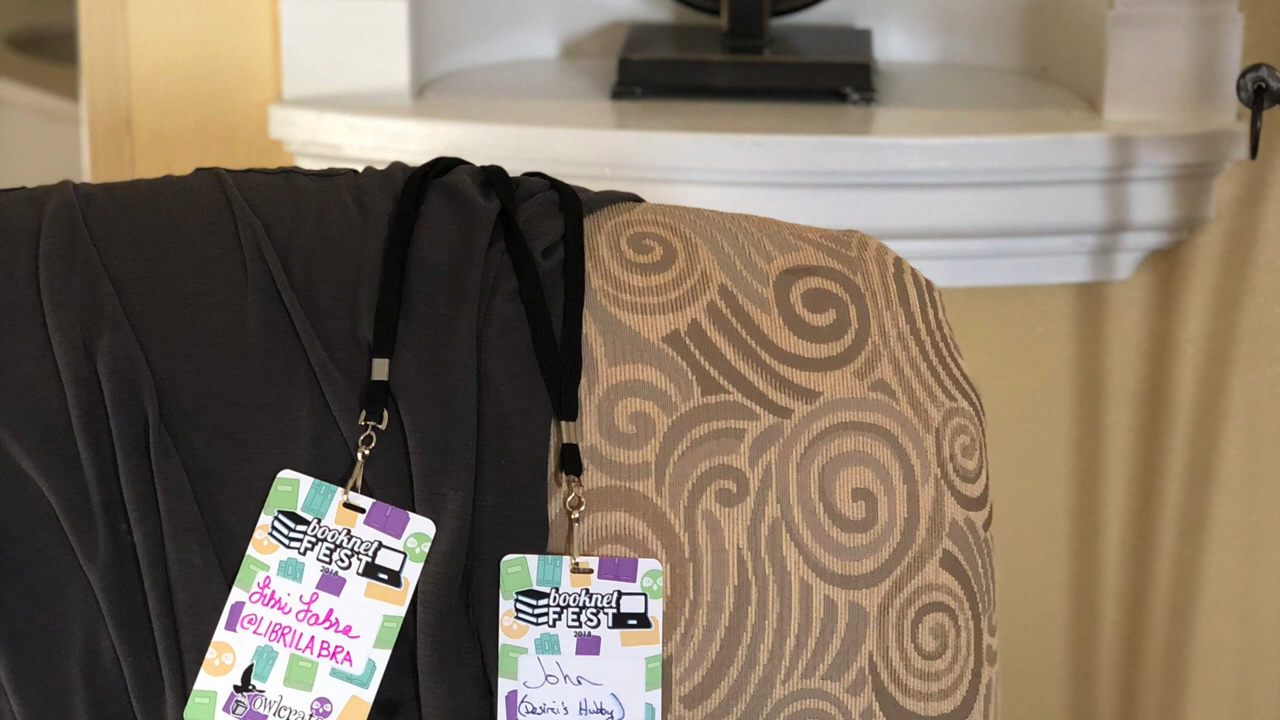 booknet
FEST
2018
Libri Labra
@LIBRILABRA
owlcrate
booknet
FEST
2018
John
(Desiri's Hubby)